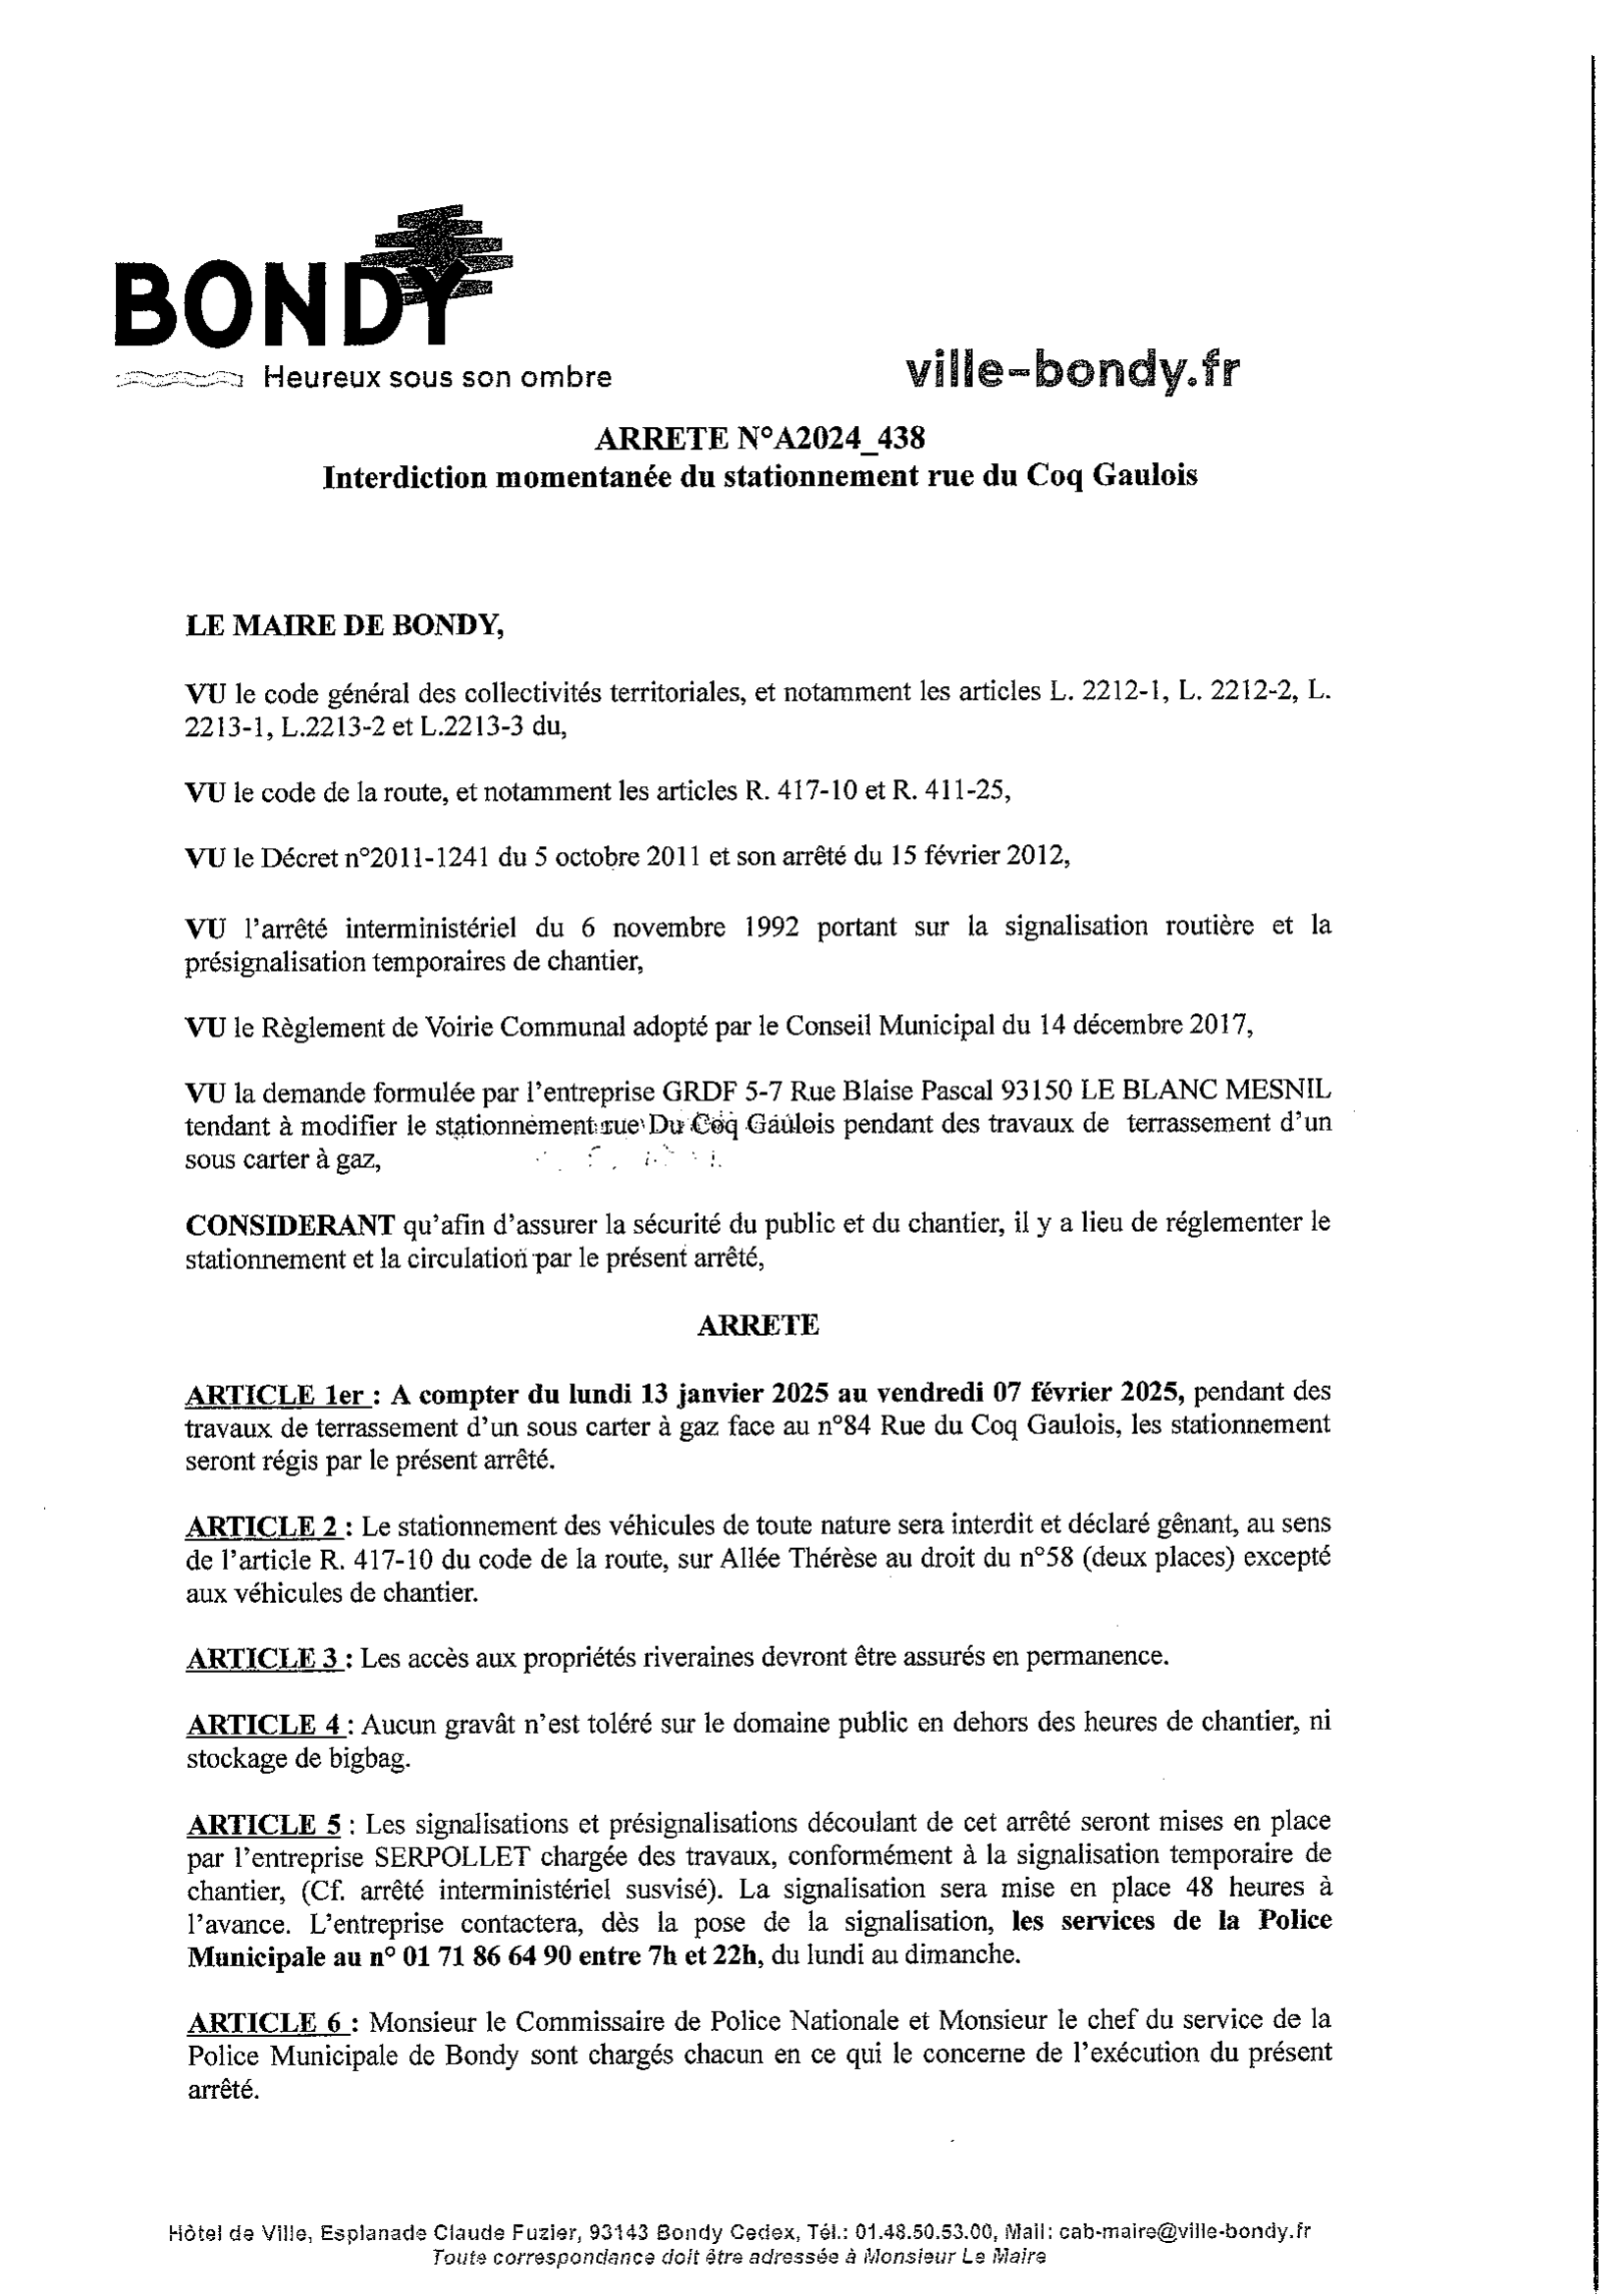 BONDY
Heureux sous son ombre
ville-bondy.fr
ARRETE N°A2024_438
Interdiction momentanée du stationnement rue du Coq Gaulois
LE MAIRE DE BONDY,
VU le code général des collectivités territoriales, et notamment les articles L. 2212-1, L. 2212-2, L.
2213-1, L.2213-2 et L.2213-3 du,
VU le code de la route, et notamment les articles R. 417-10 et R. 411-25,
VU le Décret n°2011-1241 du 5 octobre 2011 et son arrêté du 15 février 2012,
VU l'arrêté interministériel du 6 novembre 1992 portant sur la signalisation routière et la
présignalisation temporaires de chantier,
VU le Règlement de Voirie Communal adopté par le Conseil Municipal du 14 décembre 2017,
VU la demande formulée par l'entreprise GRDF 5-7 Rue Blaise Pascal 93150 LE BLANC MESNIL
tendant à modifier le stationnement rue Du Coq Gaulois pendant des travaux de terrassement d'un
sous carter à gaz,
CONSIDERANT qu'afin d'assurer la sécurité du public et du chantier, il y a lieu de réglementer le
stationnement et la circulation par le présent arrêté,
ARRETE
ARTICLE 1er : A compter du lundi 13 janvier 2025 au vendredi 07 février 2025, pendant des
travaux de terrassement d'un sous carter à gaz face au n°84 Rue du Coq Gaulois, les stationnement
seront régis par le présent arrêté.
ARTICLE 2 : Le stationnement des véhicules de toute nature sera interdit et déclaré gênant, au sens
de l'article R. 417-10 du code de la route, sur Allée Thérèse au droit du n°58 (deux places) excepté
aux véhicules de chantier.
ARTICLE 3 : Les accès aux propriétés riveraines devront être assurés en permanence.
ARTICLE 4 : Aucun gravât n'est toléré sur le domaine public en dehors des heures de chantier, ni
stockage de bigbag.
ARTICLE 5 : Les signalisations et présignalisations découlant de cet arrêté seront mises en place
par l'entreprise SERPOLLET chargée des travaux, conformément à la signalisation temporaire de
chantier, (Cf. arrêté interministériel susvisé). La signalisation sera mise en place 48 heures à
l'avance. L'entreprise contactera, dès la pose de la signalisation, les services de la Police
Municipale au n° 01 71 86 64 90 entre 7h et 22h, du lundi au dimanche.
ARTICLE 6 : Monsieur le Commissaire de Police Nationale et Monsieur le chef du service de la
Police Municipale de Bondy sont chargés chacun en ce qui le concerne de l'exécution du présent
arrêté.
Hôtel de Ville, Esplanade Claude Fuzier, 93143 Bondy Cedex, Tél.: 01.48.50.53.00, Mail: cab-maire@ville-bondy.fr
Toute correspondance doit être adressée à Monsieur Le Maire